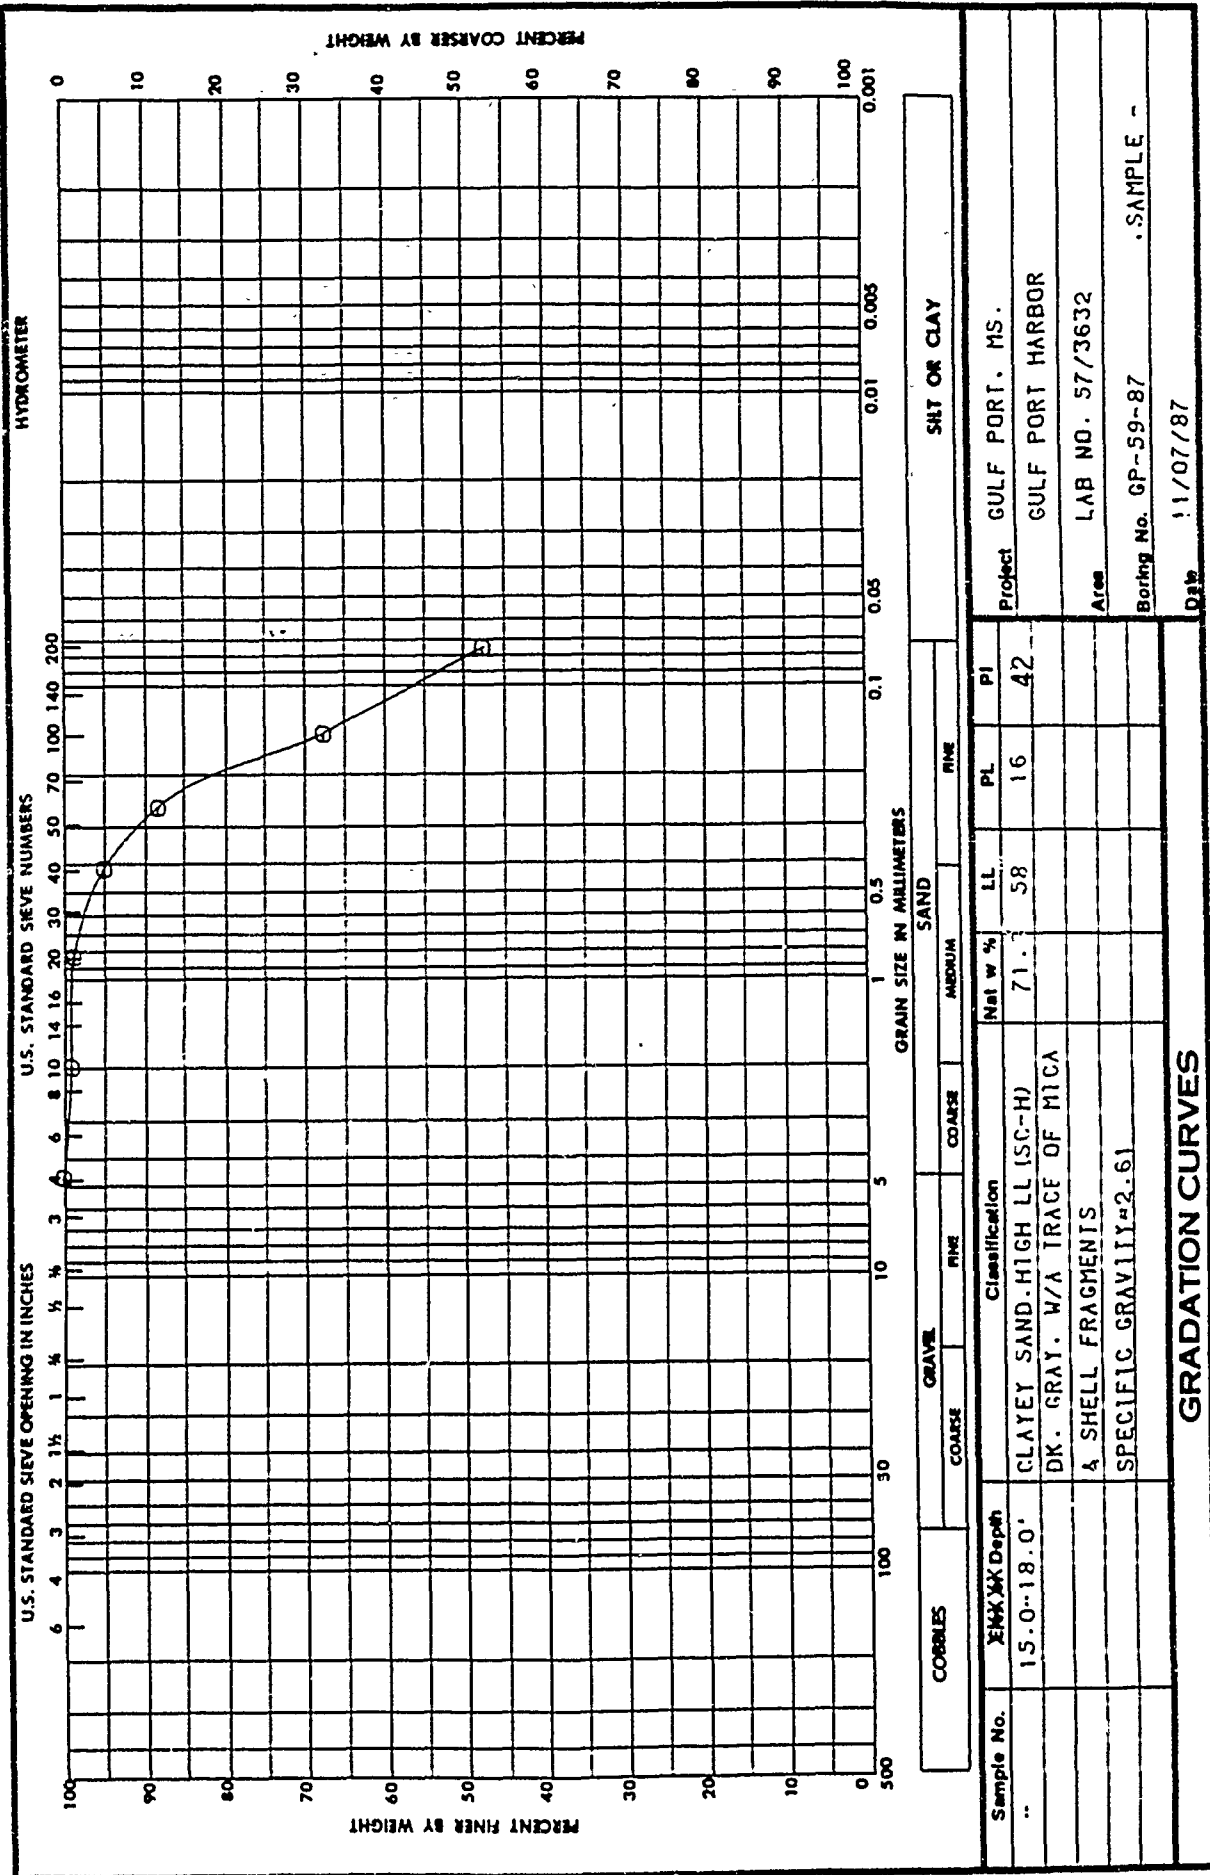 U.S. STANDARD SIEVE OPENING IN INCHES U.S. STANDARD SIEVE NUMBERS HYDROMETER
6 4 3 2 1½ 1 ¾ ½ ⅜ 3 4 6 8 10 14 16 20 30 40 50 70 100 140 200
PERCENT FINER BY WEIGHT
100
90
80
70
60
50
40
30
20
10
0
PERCENT COARSER BY WEIGHT
0
10
20
30
40
50
60
70
80
90
100
500 100 50 10 5 1 0.5 0.1 0.05 0.01 0.005 0.001
GRAIN SIZE IN MILLIMETERS
COBBLES GRAVEL SAND SILT OR CLAY
COARSE FINE COARSE MEDIUM FINE
Sample No. Depth Classification Nat w % LL PL PI
-- 15.0-18.0' CLAYEY SAND.HIGH LL (SC-H) 71. 58 16 42
DK. GRAY. W/A TRACE OF MICA
& SHELL FRAGMENTS
SPECIFIC GRAVITY=2.61
Project GULF PORT. MS.
GULF PORT HARBOR
Area LAB NO. 57/3632
Boring No. GP-59-87 .SAMPLE -
Date 11/07/87
GRADATION CURVES